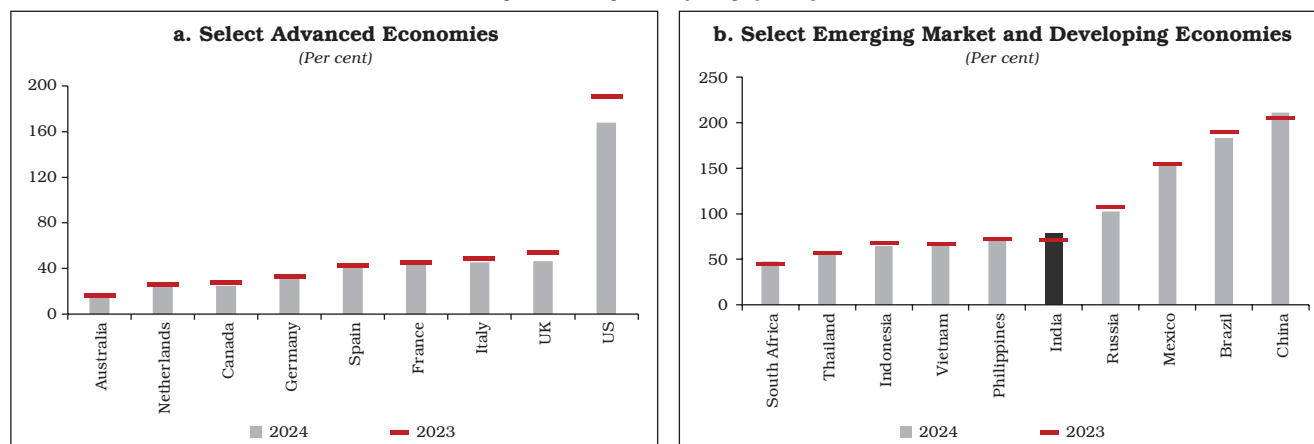 a. Select Advanced Economies
(Per cent)
200
160
120
80
40
0
Australia
Netherlands
Canada
Germany
Spain
France
Italy
UK
US
2024
2023
b. Select Emerging Market and Developing Economies
(Per cent)
250
200
150
100
50
0
South Africa
Thailand
Indonesia
Vietnam
Philippines
India
Russia
Mexico
Brazil
China
2024
2023